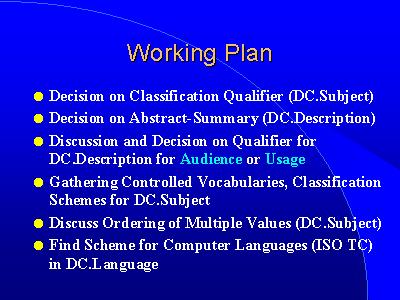 Working Plan
Decision on Classification Qualifier (DC.Subject)
Decision on Abstract-Summary (DC.Description)
Discussion and Decision on Qualifier for
DC.Description for Audience or Usage
Gathering Controlled Vocabularies, Classification
Schemes for DC.Subject
Discuss Ordering of Multiple Values (DC.Subject)
Find Scheme for Computer Languages (ISO TC)
in DC.Language